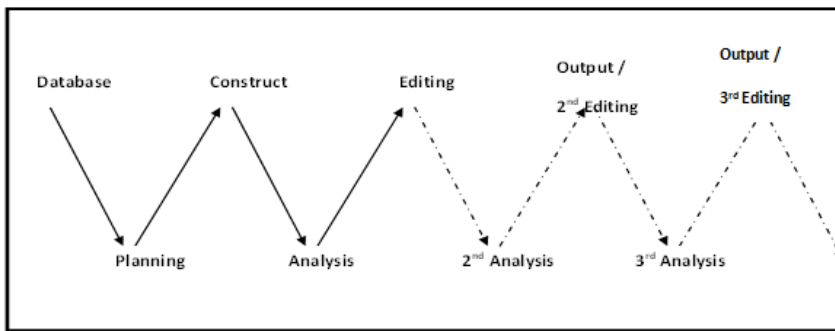 Database
Construct
Editing
Output /
2nd Editing
Output /
3rd Editing
Planning
Analysis
2nd Analysis
3rd Analysis